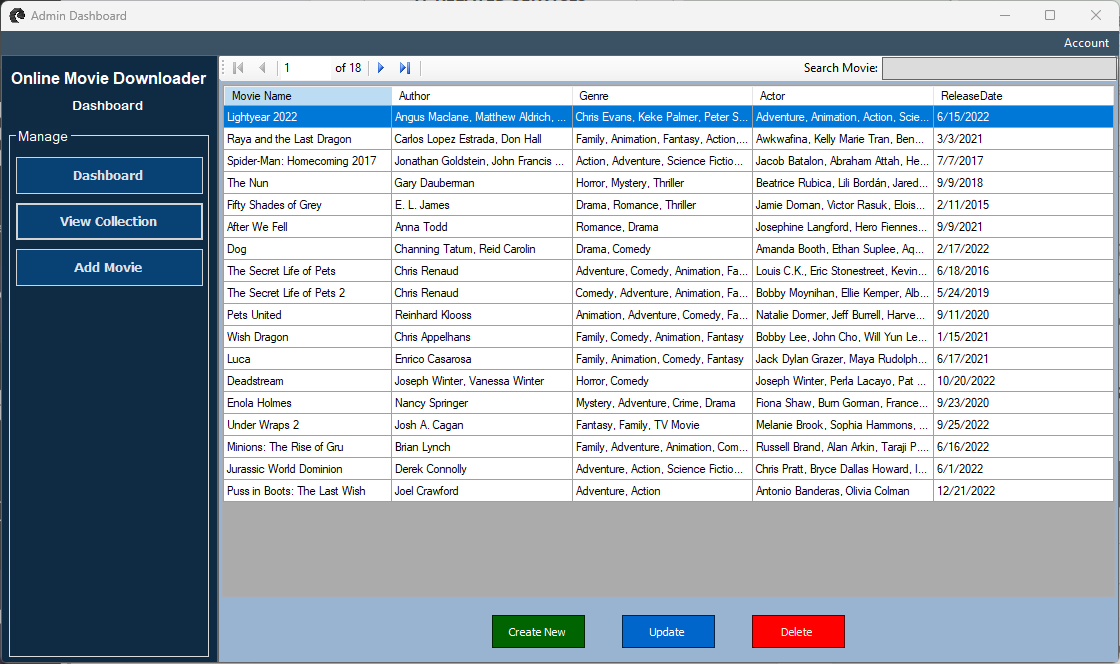 Admin Dashboard
Account
Online Movie Downloader
Dashboard
Manage
Dashboard
View Collection
Add Movie
1 of 18 Search Movie:
Movie Name Author Genre Actor ReleaseDate
Lightyear 2022 Angus Maclane, Matthew Aldrich, ... Chris Evans, Keke Palmer, Peter S... Adventure, Animation, Action, Scie... 6/15/2022
Raya and the Last Dragon Carlos Lopez Estrada, Don Hall Family, Animation, Fantasy, Action,... Awkwafina, Kelly Marie Tran, Ben... 3/3/2021
Spider-Man: Homecoming 2017 Jonathan Goldstein, John Francis ... Action, Adventure, Science Fictio... Jacob Batalon, Abraham Attah, He... 7/7/2017
The Nun Gary Dauberman Horror, Mystery, Thriller Beatrice Rubica, Lili Bordán, Jared... 9/9/2018
Fifty Shades of Grey E. L. James Drama, Romance, Thriller Jamie Dornan, Victor Rasuk, Elois... 2/11/2015
After We Fell Anna Todd Romance, Drama Josephine Langford, Hero Fiennes... 9/9/2021
Dog Channing Tatum, Reid Carolin Drama, Comedy Amanda Booth, Ethan Suplee, Aq... 2/17/2022
The Secret Life of Pets Chris Renaud Adventure, Comedy, Animation, Fa... Louis C.K., Eric Stonestreet, Kevin... 6/18/2016
The Secret Life of Pets 2 Chris Renaud Comedy, Adventure, Animation, Fa... Bobby Moynihan, Ellie Kemper, Alb... 5/24/2019
Pets United Reinhard Klooss Animation, Adventure, Comedy, Fa... Natalie Dormer, Jeff Burrell, Harve... 9/11/2020
Wish Dragon Chris Appelhans Family, Comedy, Animation, Fantasy Bobby Lee, John Cho, Will Yun Le... 1/15/2021
Luca Enrico Casarosa Family, Animation, Comedy, Fantasy Jack Dylan Grazer, Maya Rudolph... 6/17/2021
Deadstream Joseph Winter, Vanessa Winter Horror, Comedy Joseph Winter, Perla Lacayo, Pat ... 10/20/2022
Enola Holmes Nancy Springer Mystery, Adventure, Crime, Drama Fiona Shaw, Burn Gorman, France... 9/23/2020
Under Wraps 2 Josh A. Cagan Fantasy, Family, TV Movie Melanie Brook, Sophia Hammons, ... 9/25/2022
Minions: The Rise of Gru Brian Lynch Family, Adventure, Animation, Com... Russell Brand, Alan Arkin, Taraji P.... 6/16/2022
Jurassic World Dominion Derek Connolly Adventure, Action, Science Fictio... Chris Pratt, Bryce Dallas Howard, I... 6/1/2022
Puss in Boots: The Last Wish Joel Crawford Adventure, Action Antonio Banderas, Olivia Colman 12/21/2022
Create New Update Delete